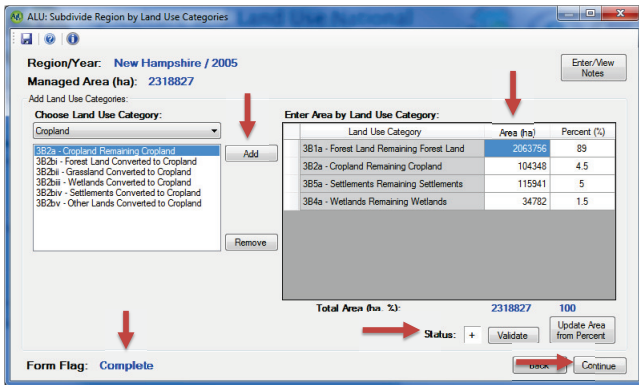 ALU: Subdivide Region by Land Use Categories
Region/Year: New Hampshire / 2005
Enter/View Notes
Managed Area (ha): 2318827
Add Land Use Categories:
Choose Land Use Category:
Cropland
3B2a - Cropland Remaining Cropland
3B2bi - Forest Land Converted to Cropland
3B2bii - Grassland Converted to Cropland
3B2biii - Wetlands Converted to Cropland
3B2biv - Settlements Converted to Cropland
3B2bv - Other Lands Converted to Cropland
Add
Remove
Enter Area by Land Use Category:
Land Use Category Area (ha) Percent (%)
3B1a - Forest Land Remaining Forest Land 2063756 89
3B2a - Cropland Remaining Cropland 104348 4.5
3B5a - Settlements Remaining Settlements 115941 5
3B4a - Wetlands Remaining Wetlands 34782 1.5
Total Area (ha, %): 2318827 100
Status: + Validate
Update Area
from Percent
Form Flag: Complete
Back Continue